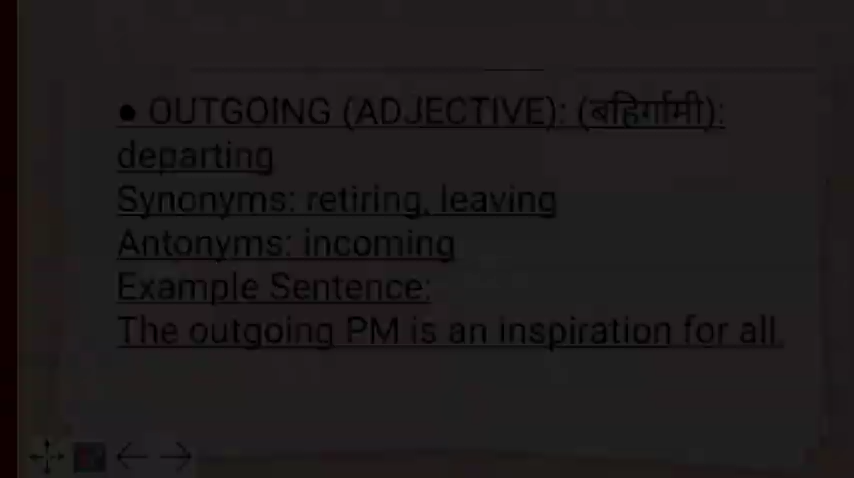 ● OUTGOING (ADJECTIVE): (बहिर्गामी):
departing
Synonyms: retiring, leaving
Antonyms: incoming
Example Sentence:
The outgoing PM is an inspiration for all.